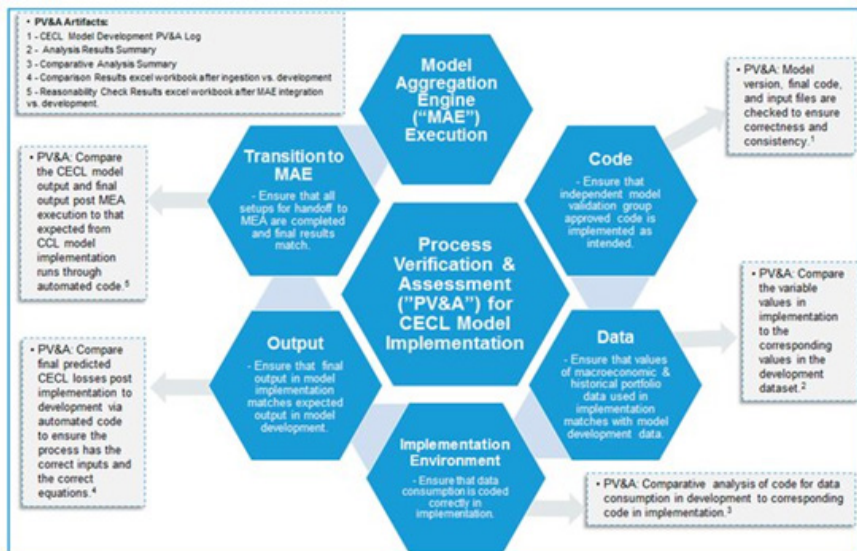 • PV&A Artifacts:
1 - CECL Model Development PV&A Log
2 - Analysis Results Summary
3 - Comparative Analysis Summary
4 - Comparison Results excel workbook after ingestion vs. development
5 - Reasonability Check Results excel workbook after MAE integration
vs. development.
Model
Aggregation
Engine
("MAE")
Execution
• PV&A: Model
version, final code,
and input files are
checked to ensure
correctness and
consistency.1
Transition to
MAE
- Ensure that all
setups for handoff to
MEA are completed
and final results
match.
Code
- Ensure that
independent model
validation group
approved code is
implemented as
intended.
• PV&A: Compare
the CECL model
output and final
output post MEA
execution to that
expected from
CCL model
implementation
runs through
automated code.5
Process
Verification &
Assessment
("PV&A") for
CECL Model
Implementation
• PV&A: Compare
the variable
values in
implementation
to the
corresponding
values in the
development
dataset.2
Output
- Ensure that final
output in model
implementation
matches expected
output in model
development.
Data
- Ensure that values
of macroeconomic &
historical portfolio
data used in
implementation
matches with model
development data.
• PV&A: Compare
final predicted
CECL losses post
implementation to
development via
automated code
to ensure the
process has the
correct inputs and
the correct
equations.4
Implementation
Environment
- Ensure that data
consumption is coded
correctly in
implementation.
• PV&A: Comparative analysis of code for data
consumption in development to corresponding
code in implementation.3